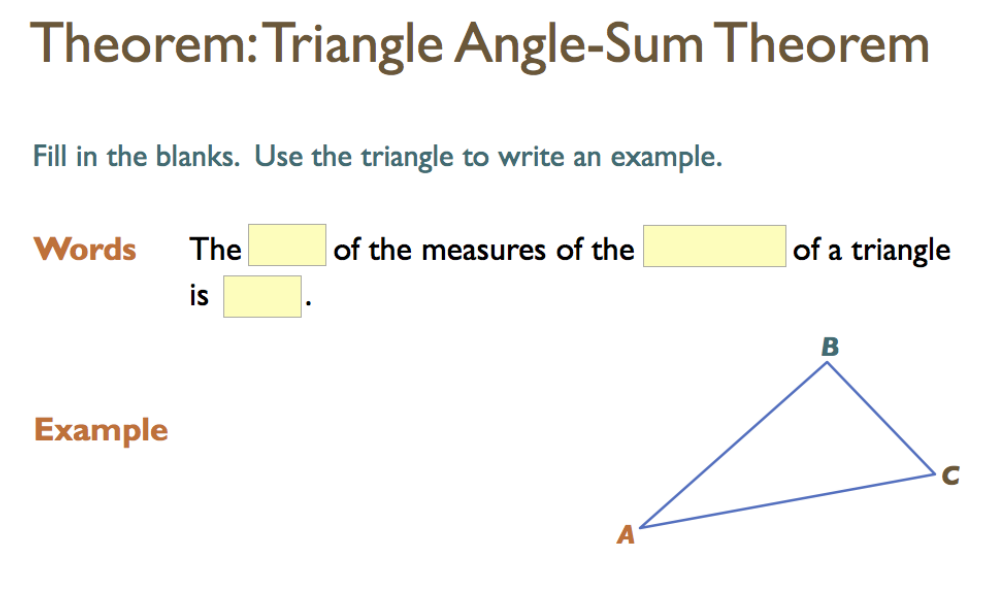 Theorem: Triangle Angle-Sum Theorem
Fill in the blanks. Use the triangle to write an example.
Words The of the measures of the of a triangle
is .
B
Example
C
A